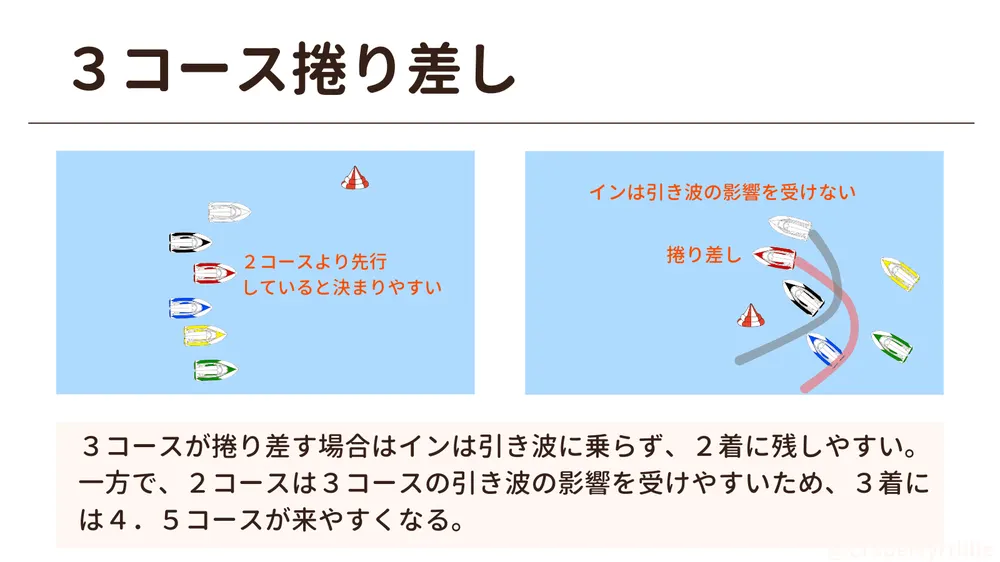 ３コース捲り差し
２コースより先行
していると決まりやすい
インは引き波の影響を受けない
捲り差し
３コースが捲り差す場合はインは引き波に乗らず、２着に残しやすい。
一方で、２コースは３コースの引き波の影響を受けやすいため、３着に
は４．５コースが来やすくなる。